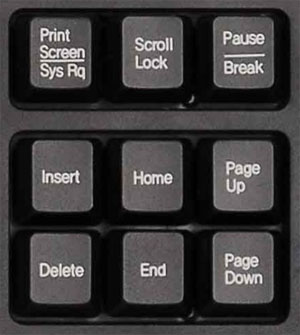 Print
Screen
Sys Rq
Scroll
Lock
Pause
Break
Insert
Home
Page
Up
Delete
End
Page
Down